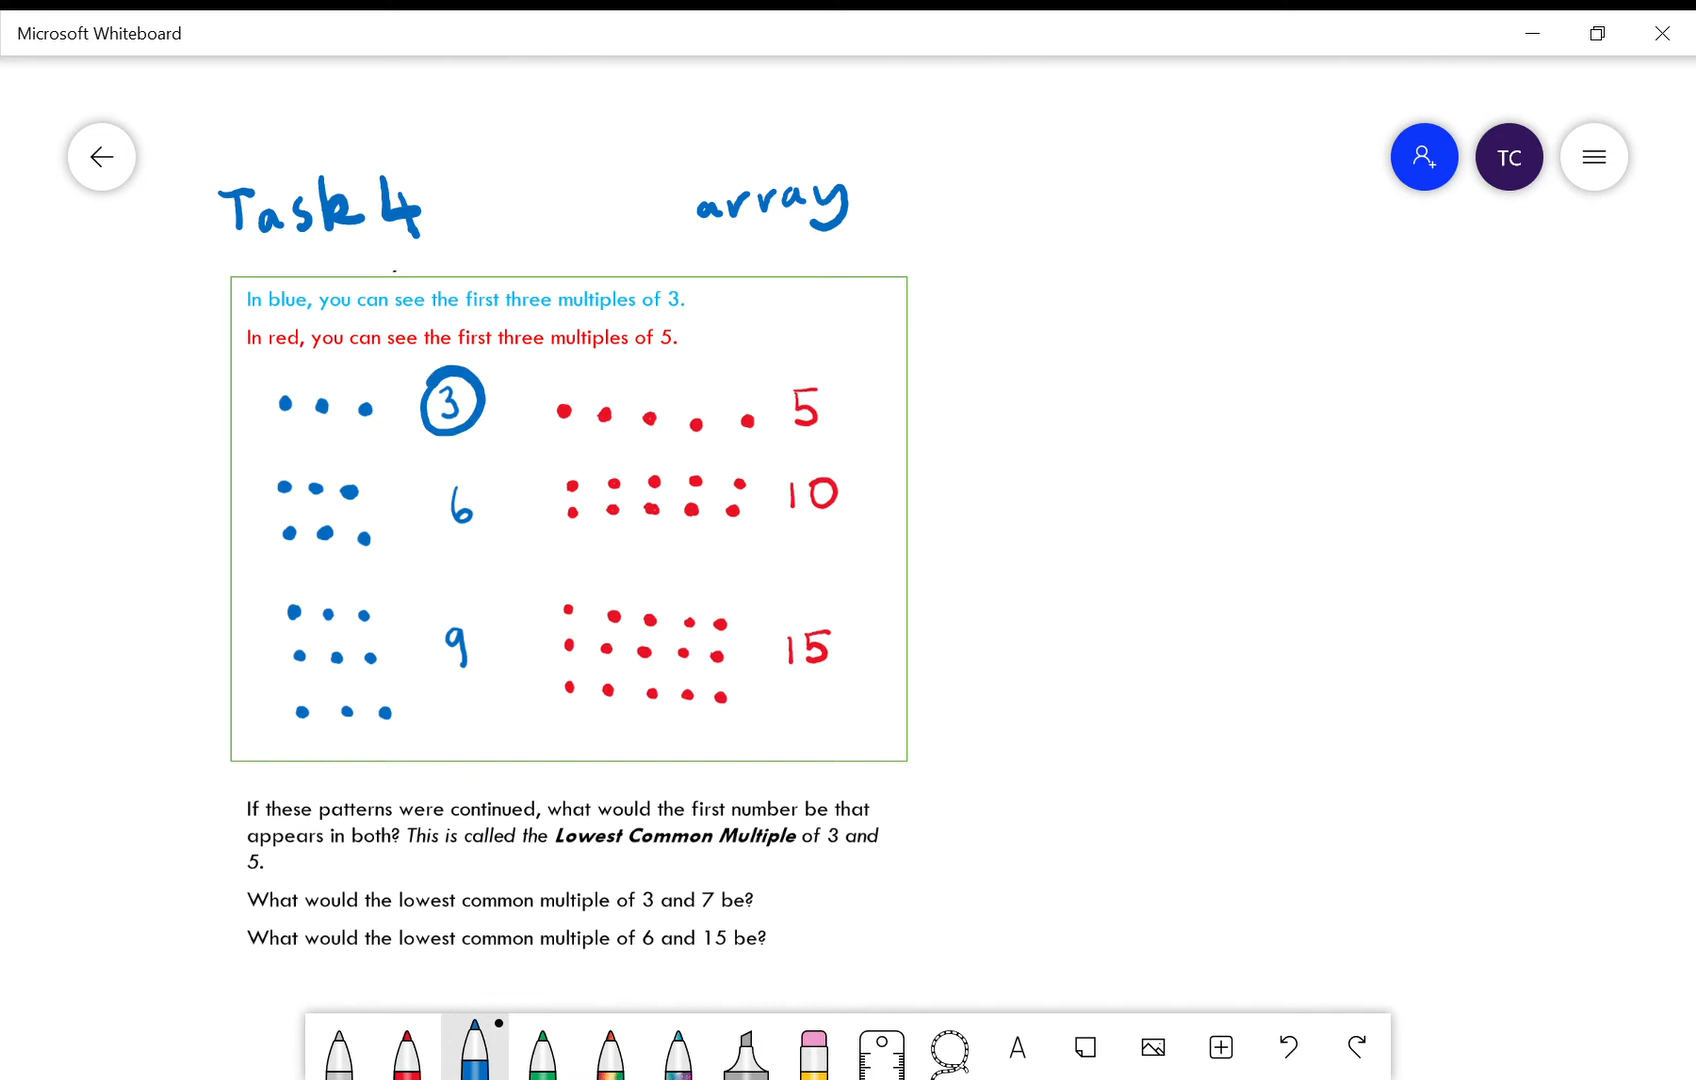 Microsoft Whiteboard
TC
Task 4 array
In blue, you can see the first three multiples of 3.
In red, you can see the first three multiples of 5.
3 5
6 10
9 15
If these patterns were continued, what would the first number be that
appears in both? This is called the Lowest Common Multiple of 3 and
5.
What would the lowest common multiple of 3 and 7 be?
What would the lowest common multiple of 6 and 15 be?
A